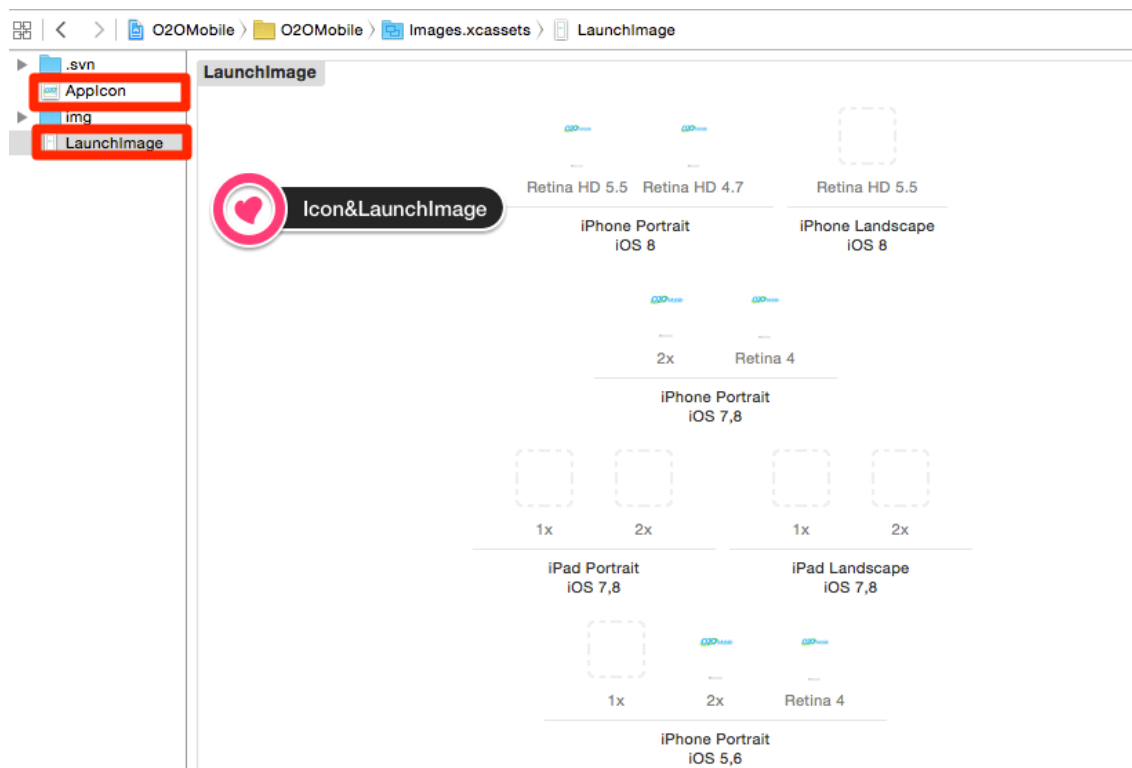 O2OMobile 〉 O2OMobile 〉 Images.xcassets 〉 LaunchImage
.svn
AppIcon
img
LaunchImage
LaunchImage
Retina HD 5.5 Retina HD 4.7 Retina HD 5.5
Icon&LaunchImage
iPhone Portrait iPhone Landscape
iOS 8 iOS 8
2x Retina 4
iPhone Portrait
iOS 7,8
1x 2x 1x 2x
iPad Portrait iPad Landscape
iOS 7,8 iOS 7,8
1x 2x Retina 4
iPhone Portrait
iOS 5,6